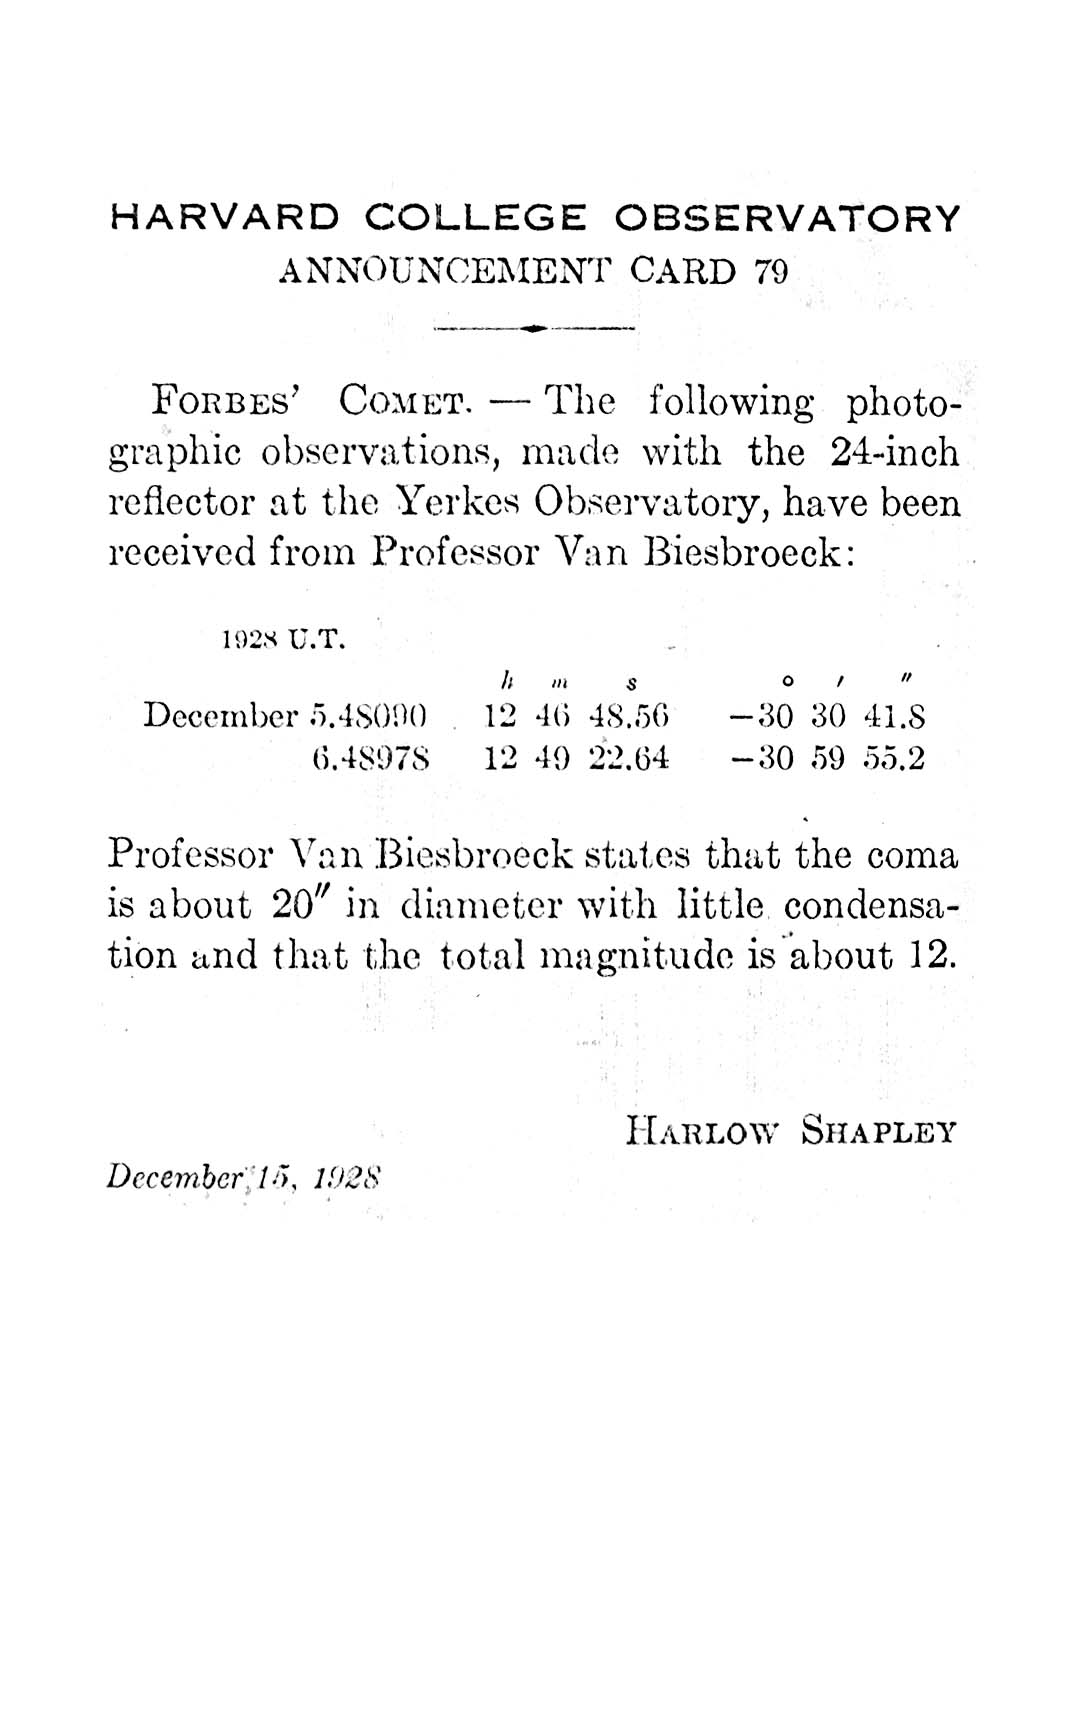 HARVARD COLLEGE OBSERVATORY
ANNOUNCEMENT CARD 79
FORBES' COMET. — The following photo-
graphic observations, made with the 24-inch
reflector at the Yerkes Observatory, have been
received from Professor Van Biesbroeck:
1928 U.T.
h m s ° ′ ″
December 5.48090 12 46 48.56 −30 30 41.8
6.48978 12 49 22.64 −30 59 55.2
Professor Van Biesbroeck states that the coma
is about 20″ in diameter with little condensa-
tion and that the total magnitude is about 12.
HARLOW SHAPLEY
December 15, 1928